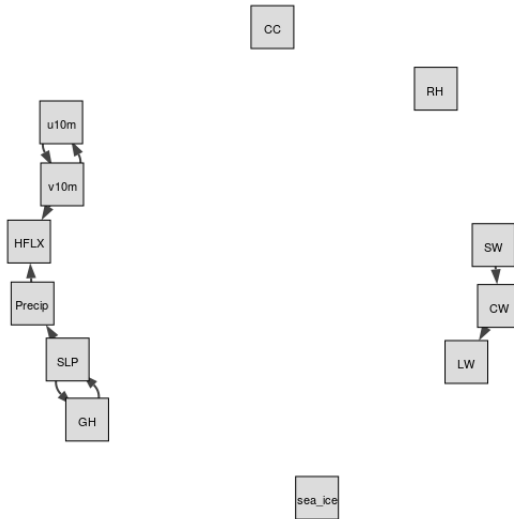 CC
RH
u10m
v10m
HFLX
SW
Precip
CW
SLP
LW
GH
sea_ice